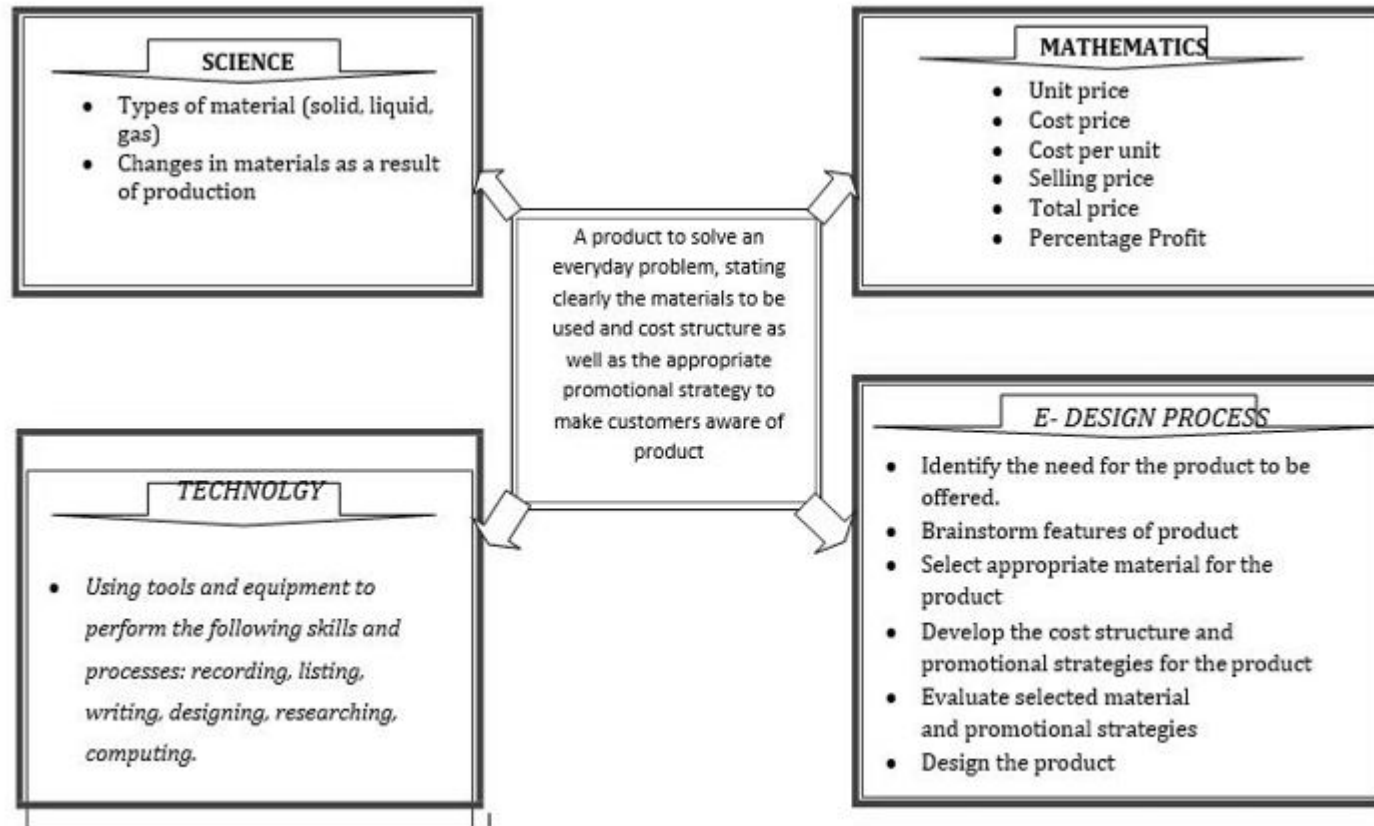 SCIENCE
• Types of material (solid, liquid,
gas)
• Changes in materials as a result
of production
MATHEMATICS
• Unit price
• Cost price
• Cost per unit
• Selling price
• Total price
• Percentage Profit
A product to solve an
everyday problem, stating
clearly the materials to be
used and cost structure as
well as the appropriate
promotional strategy to
make customers aware of
product
TECHNOLGY
• Using tools and equipment to
perform the following skills and
processes: recording, listing,
writing, designing, researching,
computing.
E- DESIGN PROCESS
• Identify the need for the product to be
offered.
• Brainstorm features of product
• Select appropriate material for the
product
• Develop the cost structure and
promotional strategies for the product
• Evaluate selected material
and promotional strategies
• Design the product